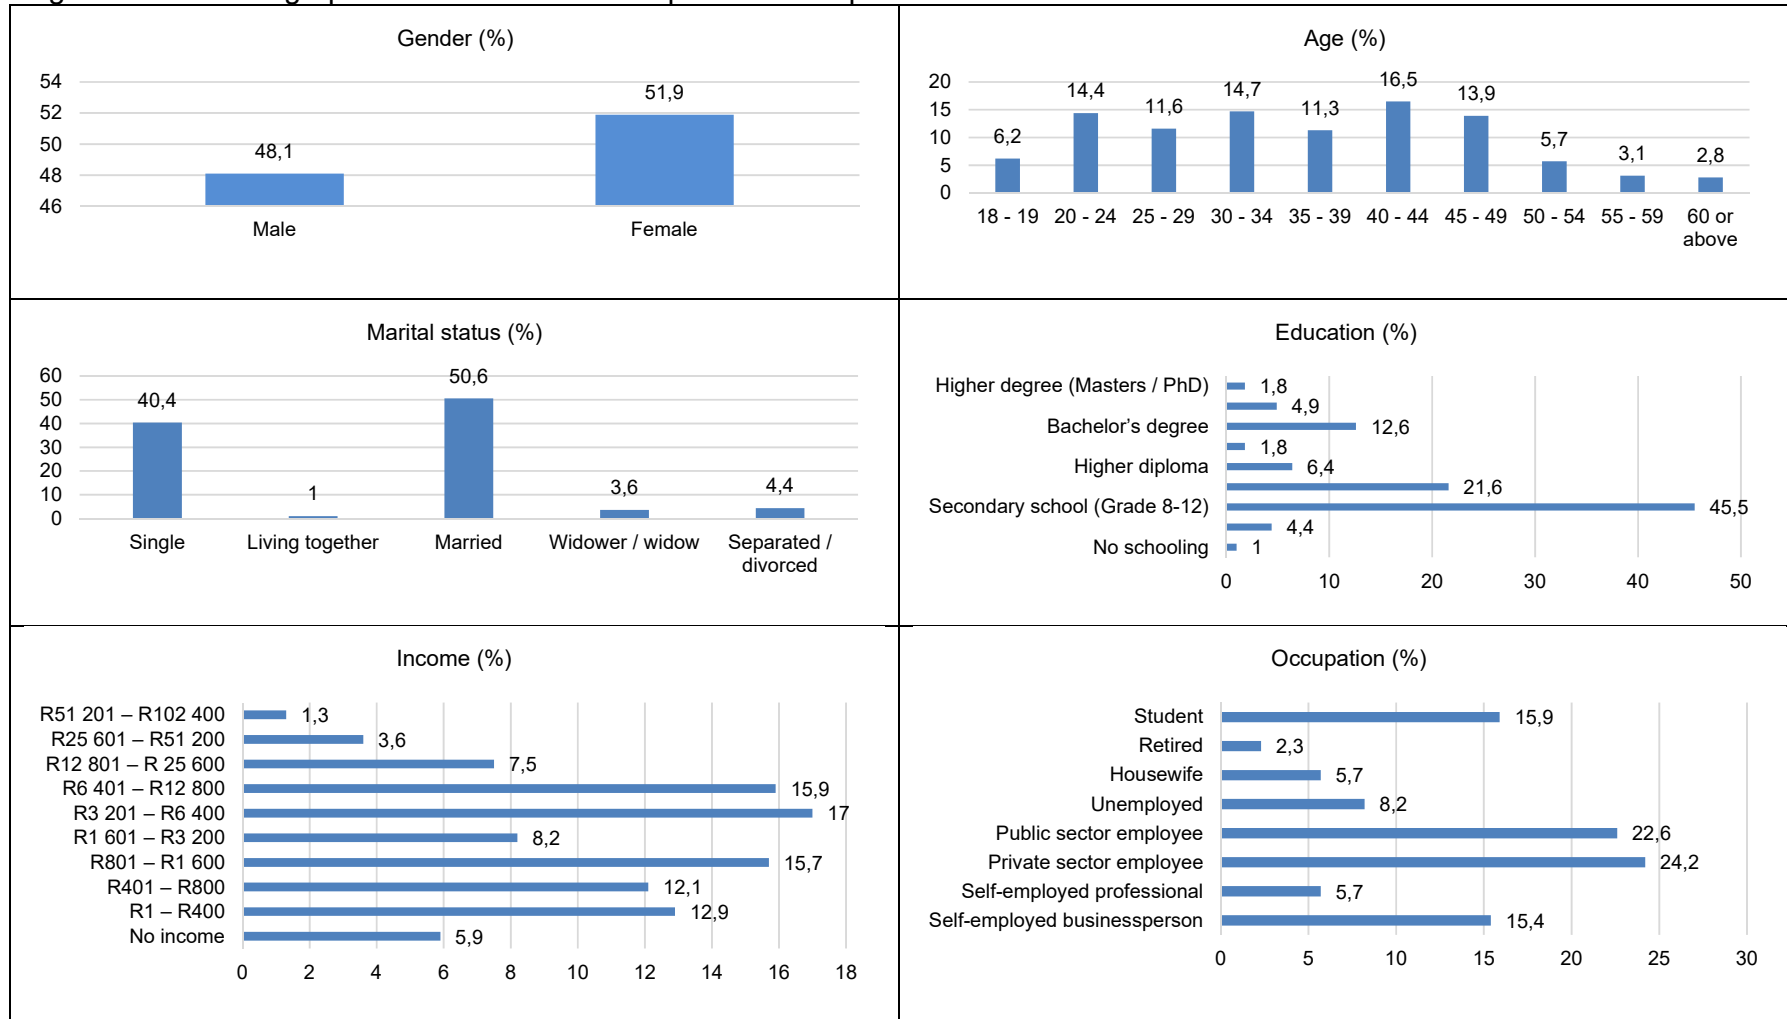 Gender (%)
54
52
50
48
46
48,1
51,9
Male
Female
Age (%)
20
15
10
5
0
6,2
14,4
11,6
14,7
11,3
16,5
13,9
5,7
3,1
2,8
18 - 19
20 - 24
25 - 29
30 - 34
35 - 39
40 - 44
45 - 49
50 - 54
55 - 59
60 or
above
Marital status (%)
60
50
40
30
20
10
0
40,4
1
50,6
3,6
4,4
Single
Living together
Married
Widower / widow
Separated /
divorced
Education (%)
Higher degree (Masters / PhD) 1,8
4,9
Bachelor’s degree 12,6
1,8
Higher diploma 6,4
21,6
Secondary school (Grade 8-12) 45,5
4,4
No schooling 1
0 10 20 30 40 50
Income (%)
R51 201 – R102 400 1,3
R25 601 – R51 200 3,6
R12 801 – R 25 600 7,5
R6 401 – R12 800 15,9
R3 201 – R6 400 17
R1 601 – R3 200 8,2
R801 – R1 600 15,7
R401 – R800 12,1
R1 – R400 12,9
No income 5,9
0 2 4 6 8 10 12 14 16 18
Occupation (%)
Student 15,9
Retired 2,3
Housewife 5,7
Unemployed 8,2
Public sector employee 22,6
Private sector employee 24,2
Self-employed professional 5,7
Self-employed businessperson 15,4
0 5 10 15 20 25 30